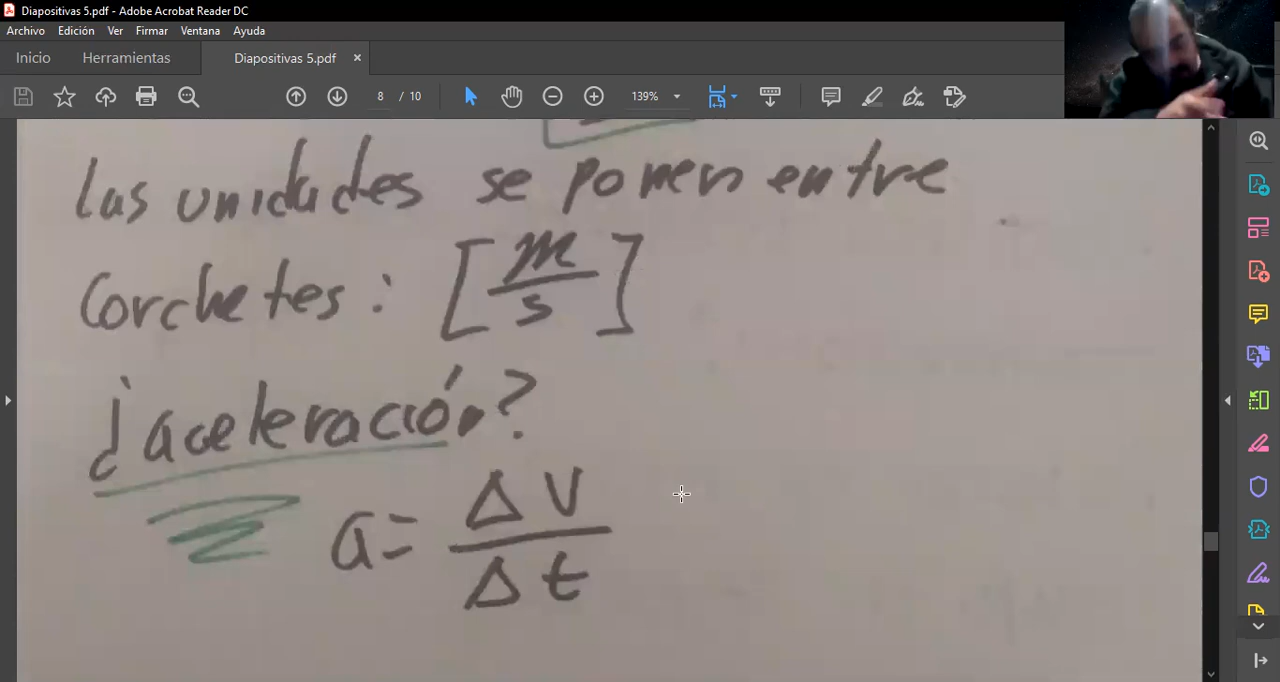 Diapositivas 5.pdf - Adobe Acrobat Reader DC
Archivo Edición Ver Firmar Ventana Ayuda
Inicio Herramientas Diapositivas 5.pdf ×
8 / 10 139%
las unidades se ponen entre
Corchetes: [m/s]
¿aceleración?
a = ΔV/Δt